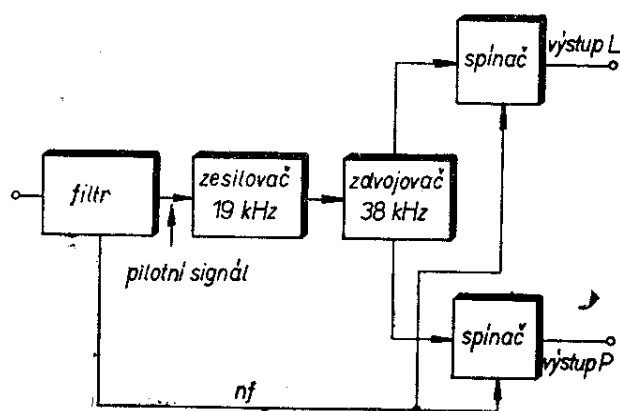 spínač
výstup L
filtr
zesilovač
19 kHz
zdvojovač
38 kHz
pilotní signál
spínač
výstup P
nf